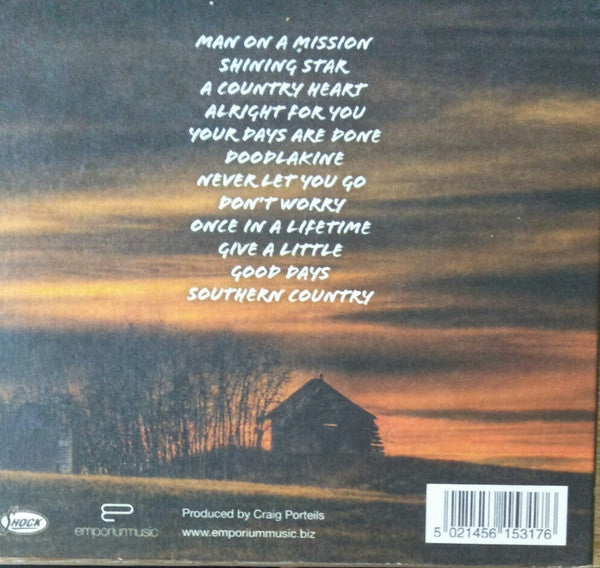 MAN ON A MISSION
SHINING STAR
A COUNTRY HEART
ALRIGHT FOR YOU
YOUR DAYS ARE DONE
DOODLAKINE
NEVER LET YOU GO
DON'T WORRY
ONCE IN A LIFETIME
GIVE A LITTLE
GOOD DAYS
SOUTHERN COUNTRY
SHOCK
emporiummusic
Produced by Craig Porteils
www.emporiummusic.biz
5 021456 153176